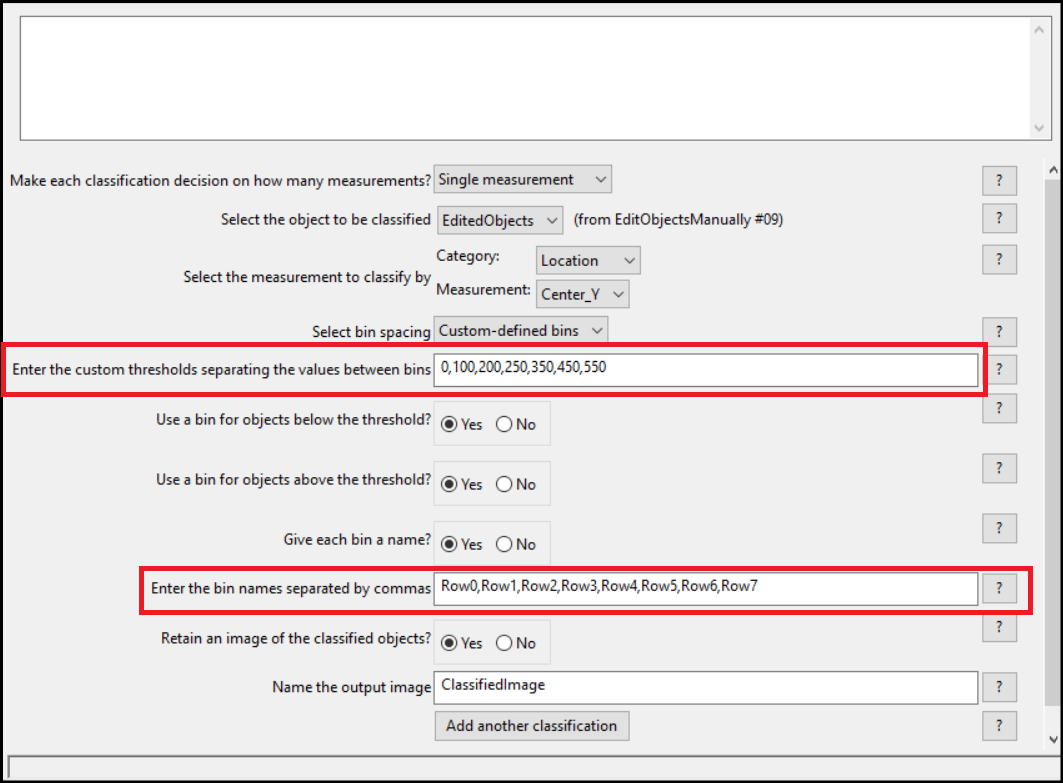 Make each classification decision on how many measurements? Single measurement ?
Select the object to be classified EditedObjects (from EditObjectsManually #09) ?
Category: Location ?
Select the measurement to classify by
Measurement: Center_Y
Select bin spacing Custom-defined bins ?
Enter the custom thresholds separating the values between bins 0,100,200,250,350,450,550 ?
Use a bin for objects below the threshold? Yes No ?
Use a bin for objects above the threshold? Yes No ?
Give each bin a name? Yes No ?
Enter the bin names separated by commas Row0,Row1,Row2,Row3,Row4,Row5,Row6,Row7 ?
Retain an image of the classified objects? Yes No ?
Name the output image ClassifiedImage ?
Add another classification ?